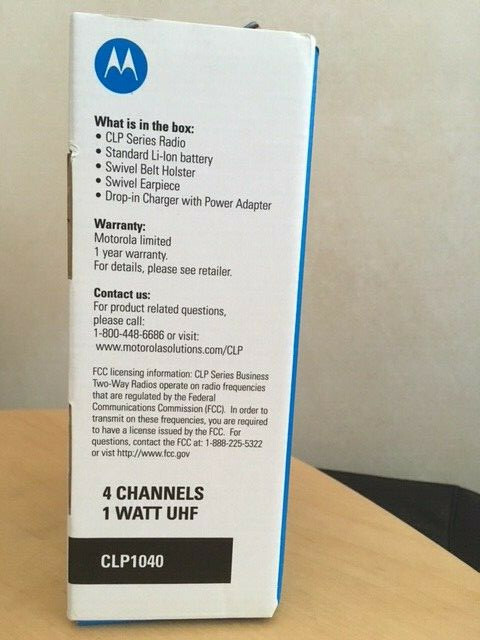 What is in the box:
• CLP Series Radio
• Standard Li-Ion battery
• Swivel Belt Holster
• Swivel Earpiece
• Drop-in Charger with Power Adapter
Warranty:
Motorola limited
1 year warranty.
For details, please see retailer.
Contact us:
For product related questions,
please call:
1-800-448-6686 or visit:
www.motorolasolutions.com/CLP
FCC licensing information: CLP Series Business
Two-Way Radios operate on radio frequencies
that are regulated by the Federal
Communications Commission (FCC). In order to
transmit on these frequencies, you are required
to have a license issued by the FCC. For
questions, contact the FCC at: 1-888-225-5322
or vist http://www.fcc.gov
4 CHANNELS
1 WATT UHF
CLP1040